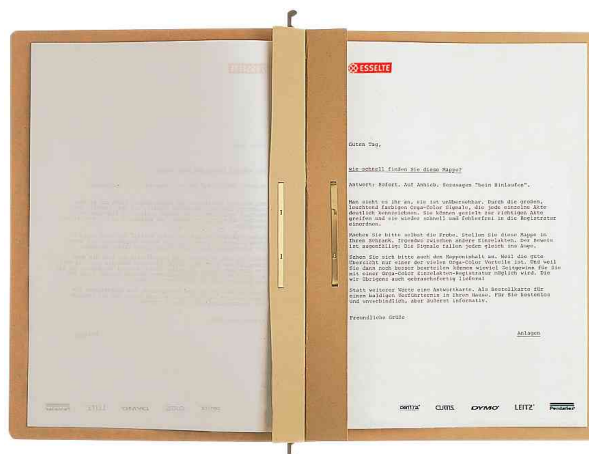 ESSELTE
Guten Tag,
wie schnell finden Sie diese Mappe?
Antwort: Sofort. Auf Anhieb. Sozusagen "beim Hinlaufen".
Man sieht es ihr an, sie ist unübersehbar. Durch die großen,
leuchtend farbigen Orga-Color Signale, die jede einzelne Akte
deutlich kennzeichnen. Sie können gezielt zur richtigen Akte
greifen und sie wieder schnell und fehlerfrei in die Registratur
einordnen.
Machen Sie bitte selbst die Probe. Stellen Sie diese Mappe in
Ihren Schrank. Irgendwo zwischen andere Einzelakten. Der Beweis
ist augenfällig: Die Signale fallen jedem gleich ins Auge.
Sehen Sie sich bitte auch den Mappeninhalt an. Weil die gute
Übersicht nur einer der vielen Orga-Color Vorteile ist. Und weil
Sie dann noch besser beurteilen können wieviel Zeitgewinn für Sie
mit einer Orga-Color Einzelakten-Registratur möglich wird. Die
wir übrigens auch gebrauchsfertig liefern!
Statt weiterer Worte eine Antwortkarte. Als Bestellkarte für
einen baldigen Vorführtermin in Ihrem Hause. Für Sie kostenlos
und unverbindlich, aber äußerst informativ.
Freundliche Grüße
Anlagen
centra CURTIS DYMO LEITZ Pendaflex